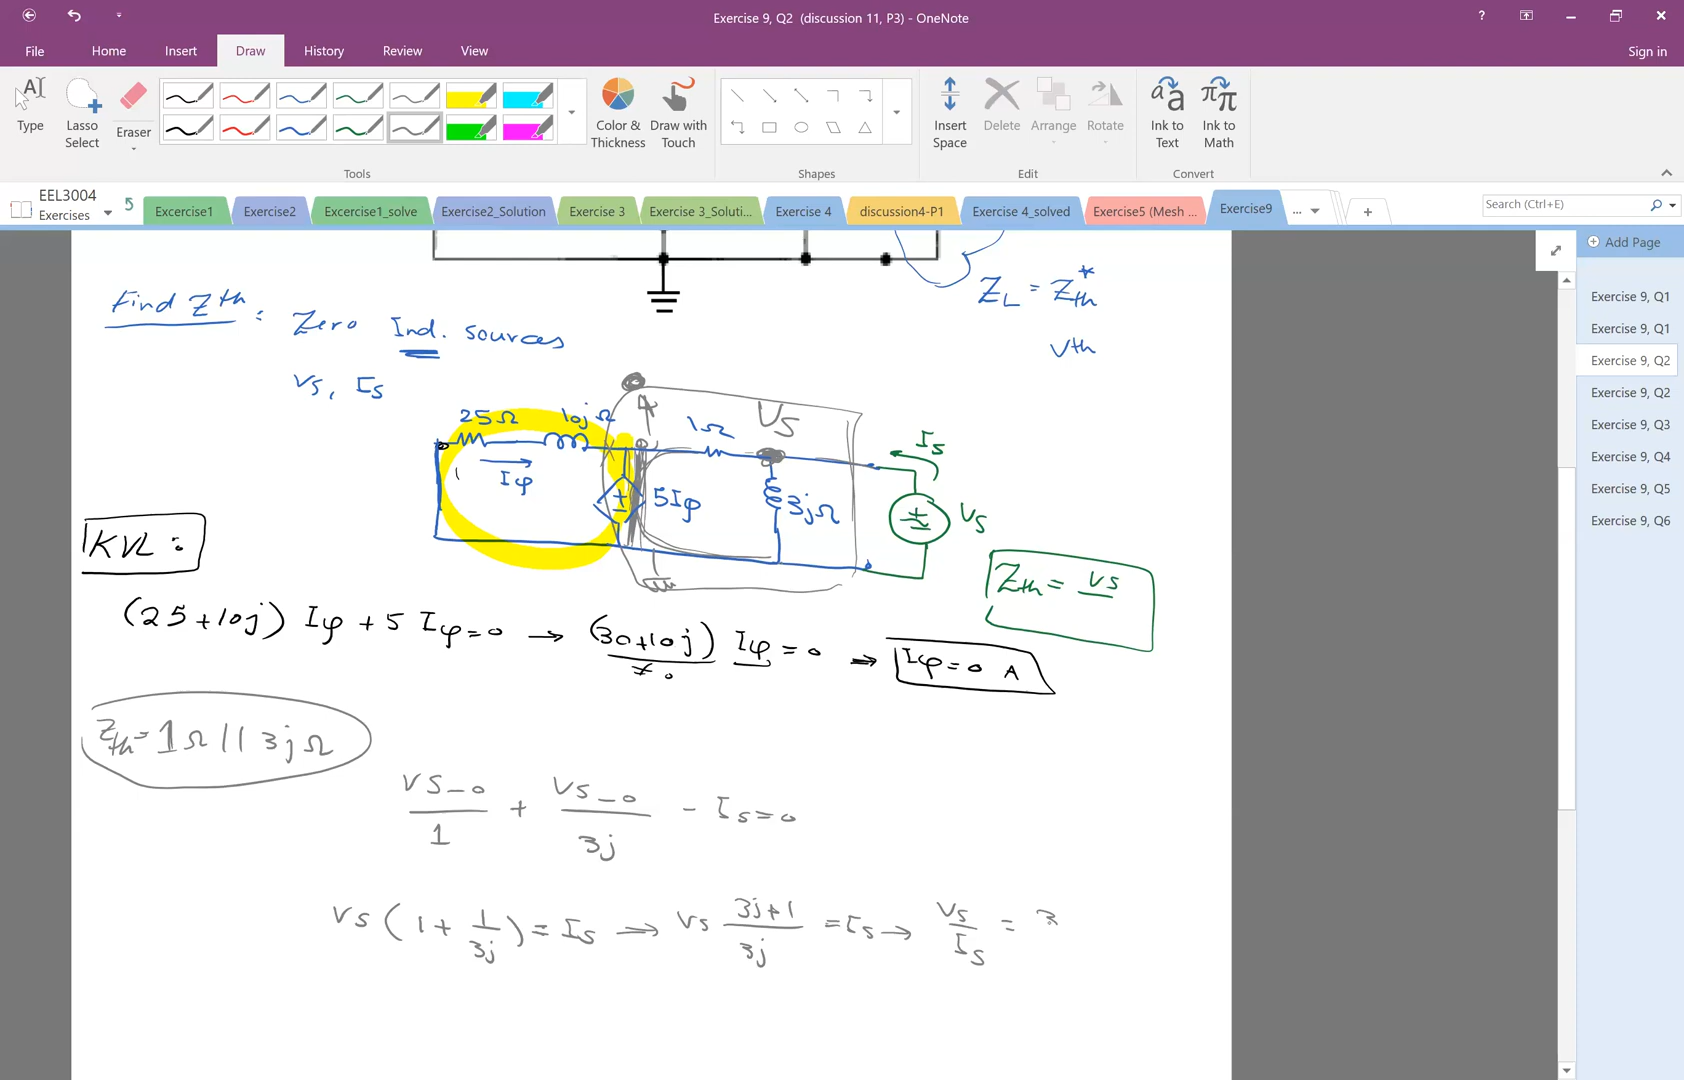 Exercise 9, Q2 (discussion 11, P3) - OneNote
File Home Insert Draw History Review View
Sign in
Type
Lasso Select
Eraser
Color & Thickness
Draw with Touch
Insert Space
Delete
Arrange
Rotate
Ink to Text
Ink to Math
Tools
Shapes
Edit
Convert
EEL3004
Exercises
Excercise1
Exercise2
Excercise1_solve
Exercise2_Solution
Exercise 3
Exercise 3_Soluti...
Exercise 4
discussion4-P1
Exercise 4_solved
Exercise5 (Mesh ...
Exercise9
...
Search (Ctrl+E)
Add Page
Exercise 9, Q1
Exercise 9, Q1
Exercise 9, Q2
Exercise 9, Q2
Exercise 9, Q3
Exercise 9, Q4
Exercise 9, Q5
Exercise 9, Q6
ZL = Zth*
Vth
Find Zth : Zero Ind. sources
Vs, Is
25Ω 10jΩ 1Ω Vs
Is
Iφ 5Iφ 3jΩ Vs
Zth = Vs
KVL :
(25+10j) Iφ + 5 Iφ = 0 → (30+10j) Iφ = 0 → Iφ = 0 A
≠ 0
Zth = 1Ω || 3jΩ
Vs-0 / 1 + Vs-0 / 3j - Is = 0
Vs (1 + 1/3j) = Is → Vs 3j+1 / 3j = Is → Vs / Is = 3